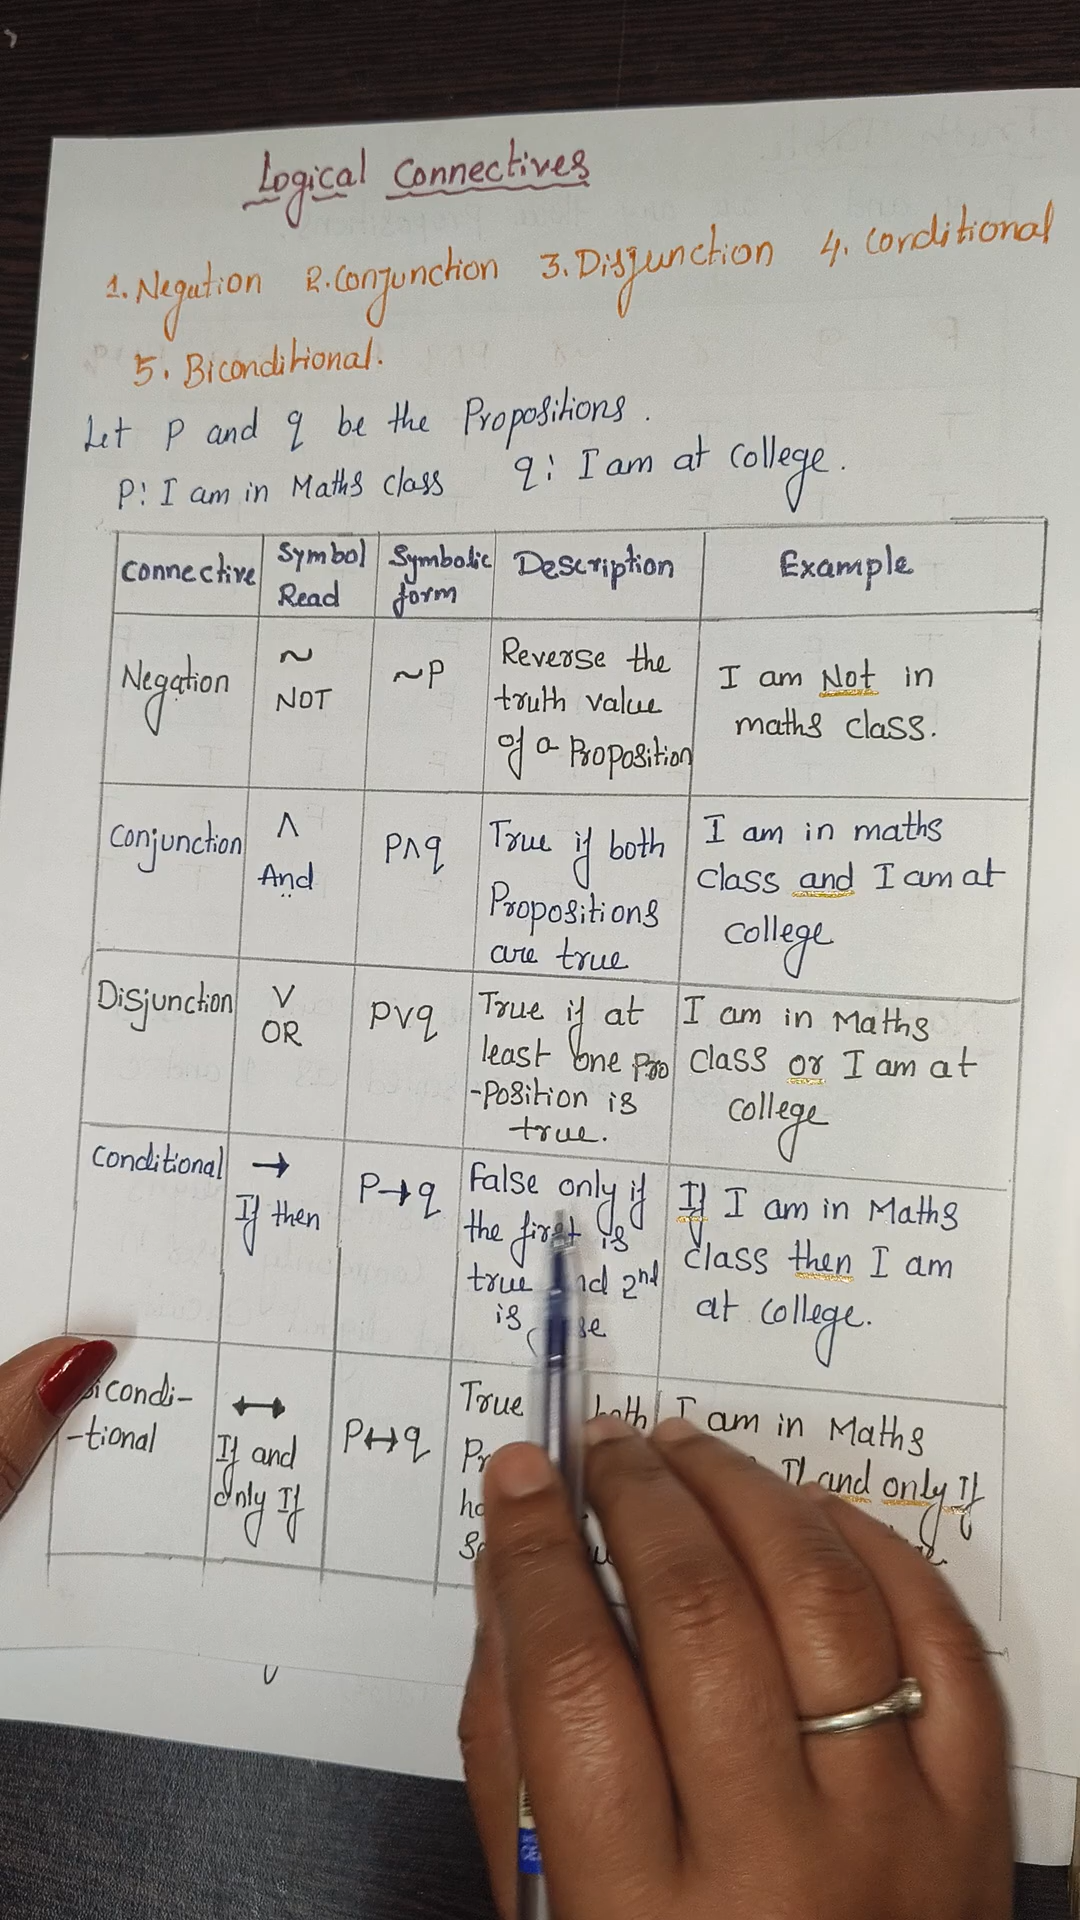 Logical Connectives
1. Negation 2. Conjunction 3. Disjunction 4. Conditional
5. Biconditional.
Let P and q be the Propositions.
P: I am in Maths class q: I am at college.
Connective
Symbol
Read
Symbolic
form
Description
Example
Negation
~
NOT
~P
Reverse the
truth value
of a Proposition
I am Not in
maths class.
Conjunction
∧
And
P∧q
True if both
Propositions
are true
I am in maths
class and I am at
college
Disjunction
∨
OR
P∨q
True if at
least one Pro
-position is
true.
I am in Maths
class or I am at
college
Conditional
→
If then
P→q
False only if
the first is
true and 2nd
is
If I am in Maths
class then I am
at college.
Bicondi-
-tional
↔
If and
only If
P↔q
True both
I am in Maths
If and only If